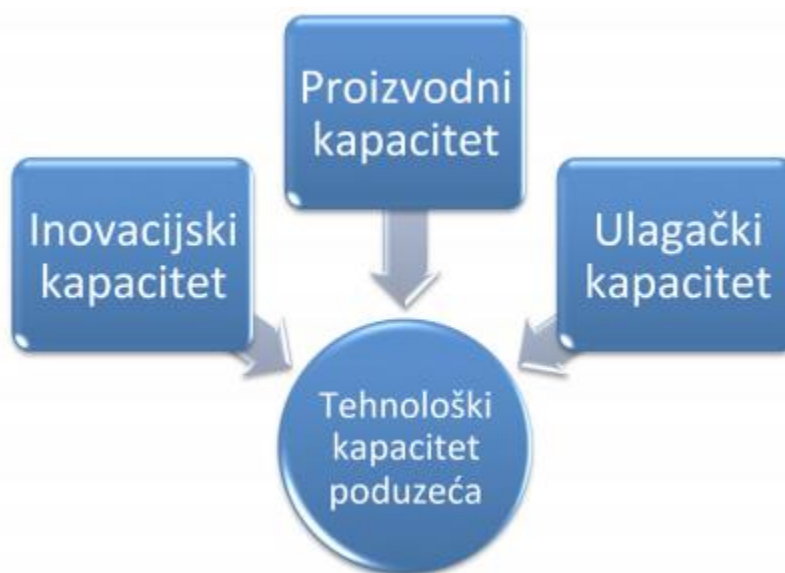 Proizvodni
kapacitet
Inovacijski
kapacitet
Ulagački
kapacitet
Tehnološki
kapacitet
poduzeća